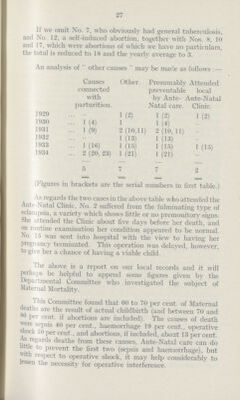 27
If we omit No. 7, who obviously had general tuberculosis,
and No. 12, a self-induced abortion, together with Nos. 8, 10
and 17, which were abortions of which we have no particulars,
the total is reduced to 18 and the yearly average to 3.
An analysis of " other causes " may be made as follows :—
Causes connected with parturition. Other. Presumably preventable by Ante-Natal care. Attended local Ante-Natal Clinic.
1929 ... . 1 (2) 1 (2) 1 (2)
1930 ... 1 (4) 1 (4)
1931 ... 1 (9) 2 (10,11) 2 (10, 11)
1932 ... 1 (13) 1 (13)
1933 ... 1 (16) 1 (15) 1 (15) 1 (15)
1934 ... 2 (20, 23) 1 (21) 1 (21)
5 7 7 2
(Figures in brackets are the serial numbers in first table.)
As regards the two cases in the above table who attended the
Ante-Natal Clinic, No. 2 suffered from the fulminating type of
eclampsia, a variety which shows little or no premonitory signs.
She attended the Clinic about five days before her death, and
on routine examination her condition appeared to be normal.
No. 15 was sent into hospital with the view to having her
pregnancy terminated. This operation was delayed, however,
to give her a chance of having a viable child.
The above is a report on our local records and it will
perhaps be helpful to append some figures given by the
Departmental Committee who investigated the subject of
Maternal Mortality.
This Committee found that 60 to 70 per cent. of Maternal
deaths are the result of actual childbirth (and between 70 and
80 per cent. if abortions are included). The causes of death
were sepsis 40 per cent., haemorrhage 19 per cent., operative
shock 10 per cent., and abortions, if included, about 13 per cent.
As regards deaths from these causes, Ante-Natal care can do
little to prevent the first two (sepsis and haemorrhage), but
with respect to operative shock, it may help considerably to
lessen the necessity for operative interference.